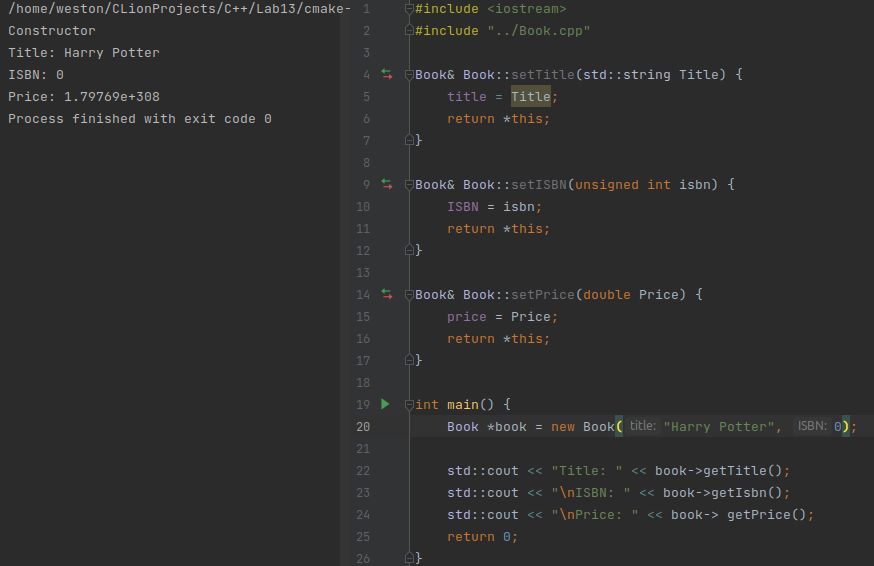 /home/weston/CLionProjects/C++/Lab13/cmake-
Constructor
Title: Harry Potter
ISBN: 0
Price: 1.79769e+308
Process finished with exit code 0
1 #include <iostream>
2 #include "../Book.cpp"
3
4 Book& Book::setTitle(std::string Title) {
5 title = Title;
6 return *this;
7 }
8
9 Book& Book::setISBN(unsigned int isbn) {
10 ISBN = isbn;
11 return *this;
12 }
13
14 Book& Book::setPrice(double Price) {
15 price = Price;
16 return *this;
17 }
18
19 int main() {
20 Book *book = new Book( title: "Harry Potter", ISBN: 0);
21
22 std::cout << "Title: " << book->getTitle();
23 std::cout << "\nISBN: " << book->getIsbn();
24 std::cout << "\nPrice: " << book-> getPrice();
25 return 0;
26 }